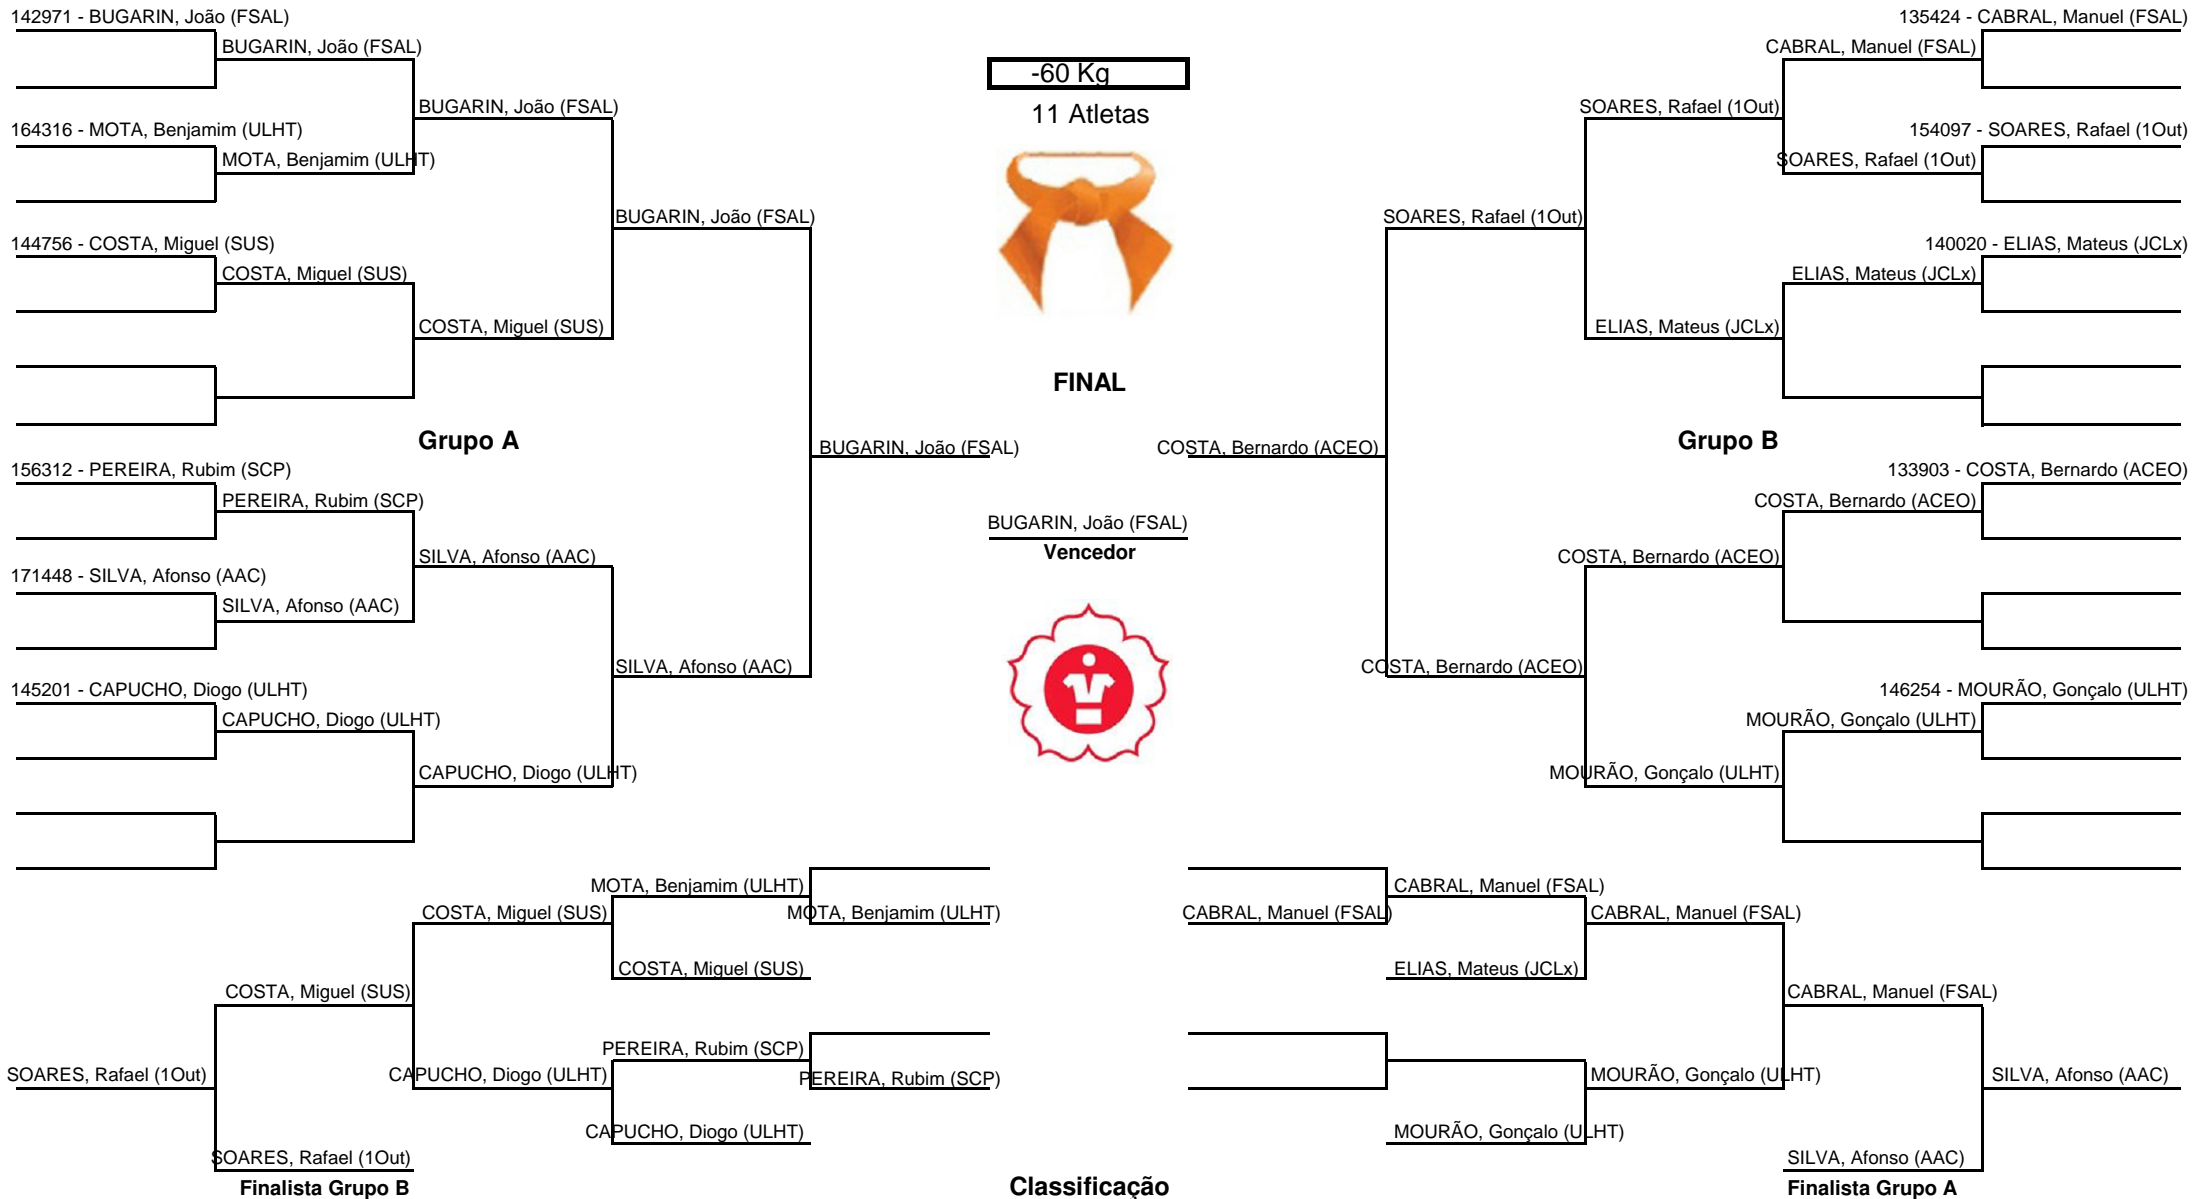 142971 - BUGARIN, João (FSAL)
BUGARIN, João (FSAL)
BUGARIN, João (FSAL)
164316 - MOTA, Benjamim (ULHT)
MOTA, Benjamim (ULHT)
BUGARIN, João (FSAL)
144756 - COSTA, Miguel (SUS)
COSTA, Miguel (SUS)
COSTA, Miguel (SUS)
Grupo A
BUGARIN, João (FSAL)
156312 - PEREIRA, Rubim (SCP)
PEREIRA, Rubim (SCP)
SILVA, Afonso (AAC)
171448 - SILVA, Afonso (AAC)
SILVA, Afonso (AAC)
SILVA, Afonso (AAC)
145201 - CAPUCHO, Diogo (ULHT)
CAPUCHO, Diogo (ULHT)
CAPUCHO, Diogo (ULHT)
-60 Kg
11 Atletas
FINAL
BUGARIN, João (FSAL)
Vencedor
135424 - CABRAL, Manuel (FSAL)
CABRAL, Manuel (FSAL)
SOARES, Rafael (1Out)
154097 - SOARES, Rafael (1Out)
SOARES, Rafael (1Out)
SOARES, Rafael (1Out)
140020 - ELIAS, Mateus (JCLx)
ELIAS, Mateus (JCLx)
ELIAS, Mateus (JCLx)
Grupo B
COSTA, Bernardo (ACEO)
133903 - COSTA, Bernardo (ACEO)
COSTA, Bernardo (ACEO)
COSTA, Bernardo (ACEO)
COSTA, Bernardo (ACEO)
146254 - MOURÃO, Gonçalo (ULHT)
MOURÃO, Gonçalo (ULHT)
MOURÃO, Gonçalo (ULHT)
MOTA, Benjamim (ULHT)
COSTA, Miguel (SUS)
MOTA, Benjamim (ULHT)
COSTA, Miguel (SUS)
COSTA, Miguel (SUS)
PEREIRA, Rubim (SCP)
SOARES, Rafael (1Out)
CAPUCHO, Diogo (ULHT)
PEREIRA, Rubim (SCP)
CAPUCHO, Diogo (ULHT)
SOARES, Rafael (1Out)
Finalista Grupo B
Classificação
CABRAL, Manuel (FSAL)
CABRAL, Manuel (FSAL)
CABRAL, Manuel (FSAL)
ELIAS, Mateus (JCLx)
CABRAL, Manuel (FSAL)
MOURÃO, Gonçalo (ULHT)
SILVA, Afonso (AAC)
MOURÃO, Gonçalo (ULHT)
SILVA, Afonso (AAC)
Finalista Grupo A